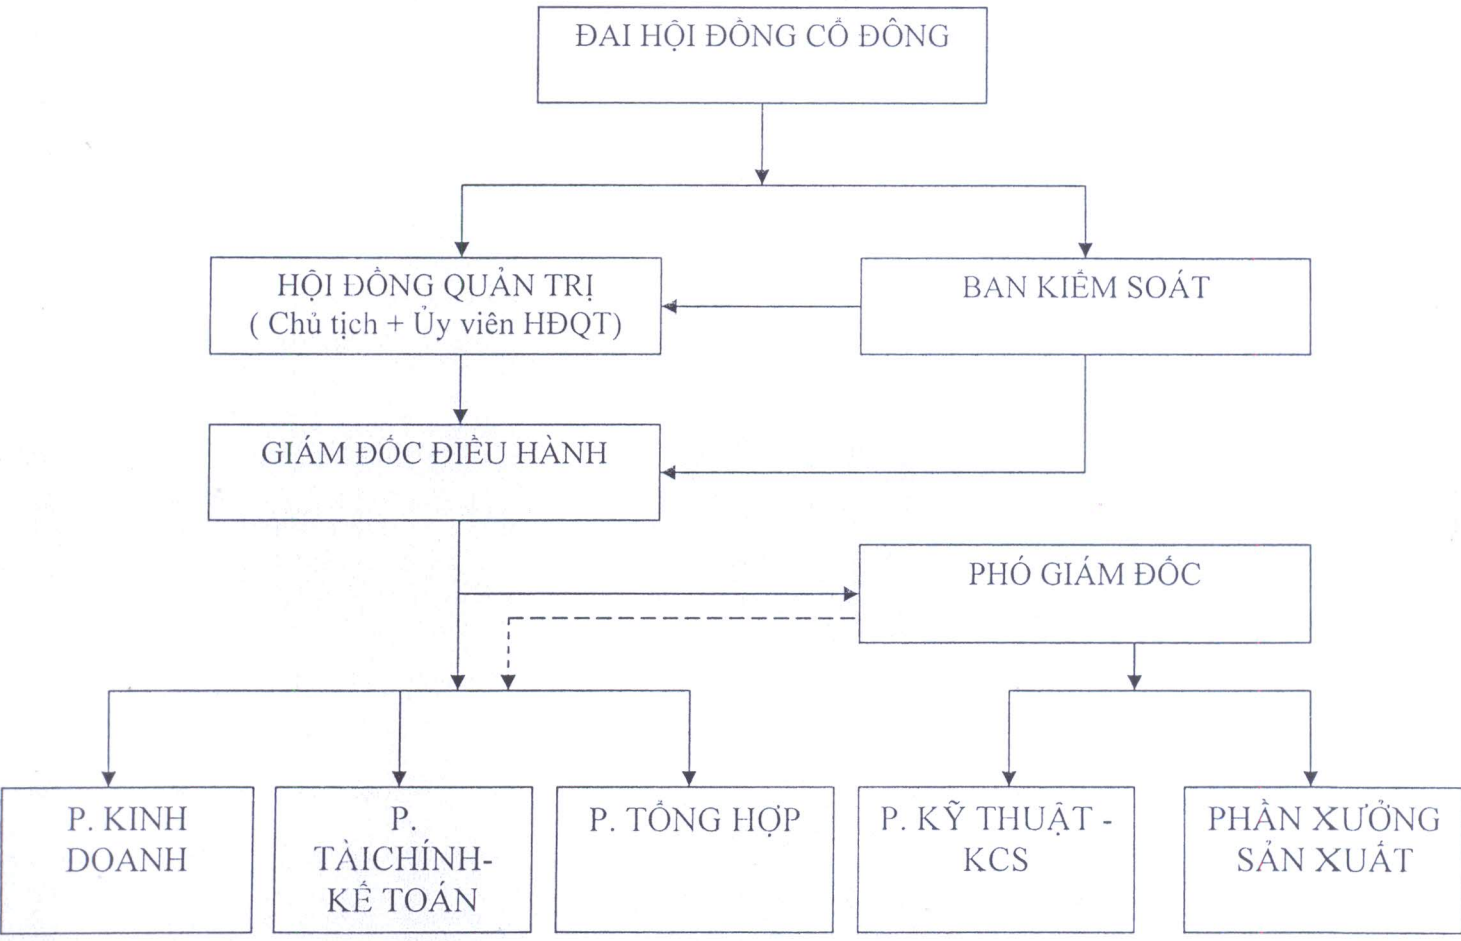 ĐAI HỘI ĐỒNG CỔ ĐÔNG
HỘI ĐỒNG QUẢN TRỊ
( Chủ tịch + Ủy viên HĐQT)
BAN KIỂM SOÁT
GIÁM ĐỐC ĐIỀU HÀNH
PHÓ GIÁM ĐỐC
P. KINH
DOANH
P.
TÀICHÍNH-
KẾ TOÁN
P. TỔNG HỢP
P. KỸ THUẬT -
KCS
PHẦN XƯỞNG
SẢN XUẤT